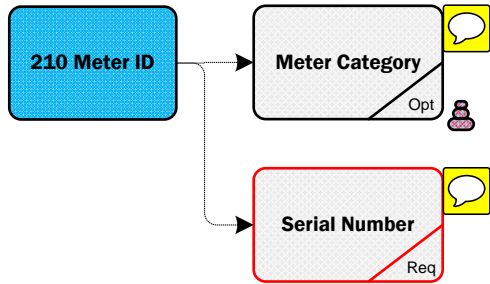 210 Meter ID
Meter Category
Opt
Serial Number
Req